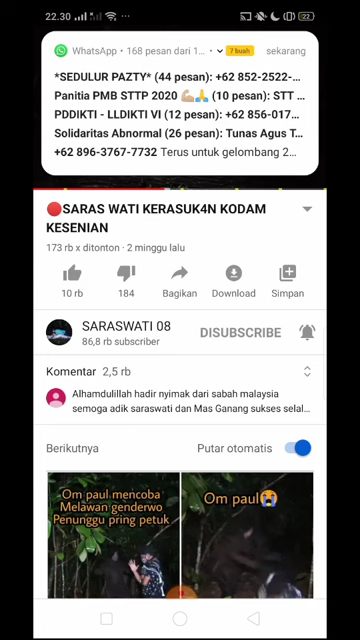 22.30
22
WhatsApp • 168 pesan dari 1... • 7 bush sekarang
*SEDULUR PAZTY* (44 pesan): +62 852-2522-...
Panitia PMB STTP 2020 💪🏼🙏 (10 pesan): STT ...
PDDIKTI - LLDIKTI VI (12 pesan): +62 856-017...
Solidaritas Abnormal (26 pesan): Tunas Agus T...
+62 896-3767-7732 Terus untuk gelombang 2...
🔴SARAS WATI KERASUK4N KODAM
KESENIAN
173 rb x ditonton · 2 minggu lalu
10 rb 184 Bagikan Download Simpan
SARASWATI 08 DISUBSCRIBE
86,8 rb subscriber
Komentar 2,5 rb
Alhamdulillah hadir nyimak dari sabah malaysia
semoga adik saraswati dan Mas Ganang sukses selal...
Berikutnya Putar otomatis
Om paul mencoba
Melawan genderwo
Penunggu pring petuk
Om paul😭